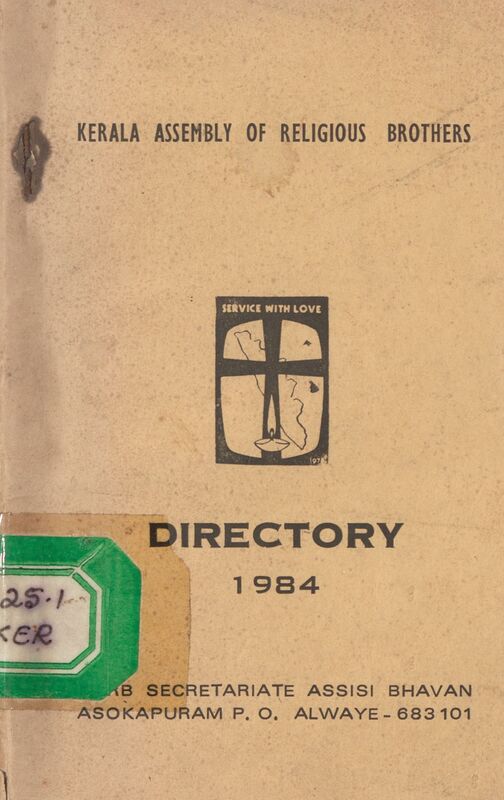 KERALA ASSEMBLY OF RELIGIOUS BROTHERS
SERVICE WITH LOVE
DIRECTORY
1984
25.1
KER
SECRETARIATE ASSISI BHAVAN
ASOKAPURAM P. O. ALWAYE - 683101